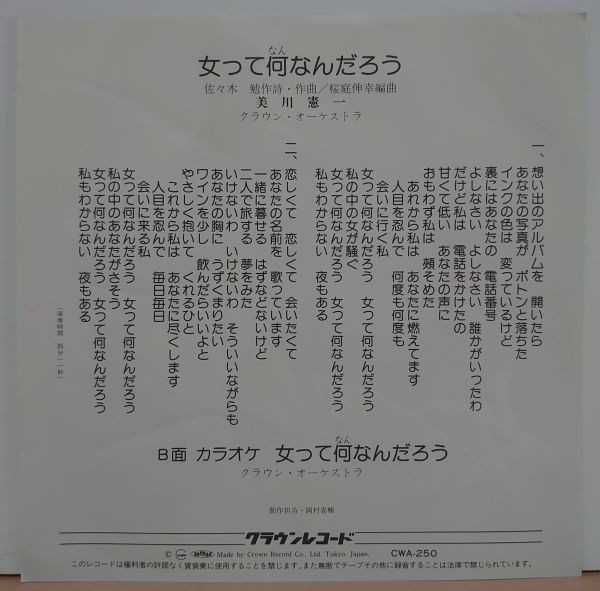 女って何なんだろう
なん
佐々木 勉作詩・作曲/桜庭伸幸編曲
美川憲一
クラウン・オーケストラ
一、想い出のアルバムを 開いたら
あなたの写真が ポトンと落ちた
インクの色は 変っているけど
裏にはあなたの 電話番号
よしなさい よしなさい 誰かがいつたわ
だけど私は 電話をかけたの
甘くて低い あなたの声に
おもわず私は 頬そめた
あれから私は あなたに燃えてます
人目を忍んで 何度も何度も
会いに行く私
女って何なんだろう 女って何なんだろう
私の中の女が騒ぐ
女って何なんだろう 女って何なんだろう
私もわからない 夜もある
二、恋しくて 恋しくて 会いたくて
あなたの名前を 歌っています
一緒に暮せる はずなどないけど
二人で旅する 夢をみた
いけないわ いけないわ そういいながらも
あなたの胸に うずくまりたい
ワインを少し 飲んだらいいよと
やさしく抱いて くれるひと
これから私は あなたに尽くします
人目を忍んで 毎日毎日
会いに来る私
女って何なんだろう 女って何なんだろう
私の中のあなたがさそう
女って何なんだろう 女って何なんだろう
私もわからない 夜もある
(演奏時間 四分一一秒)
B面 カラオケ 女って何なんだろう
なん
クラウン・オーケストラ
制作担当・岡村喜輔
クラウンレコード
Ⓒ Made by Crown Record Co., Ltd. Tokyo. Japan. CWA-250
このレコードは権利者の許諾なく賃貸業に使用することを禁じます。また無断でテープその他に録音することは法律で禁じられています。